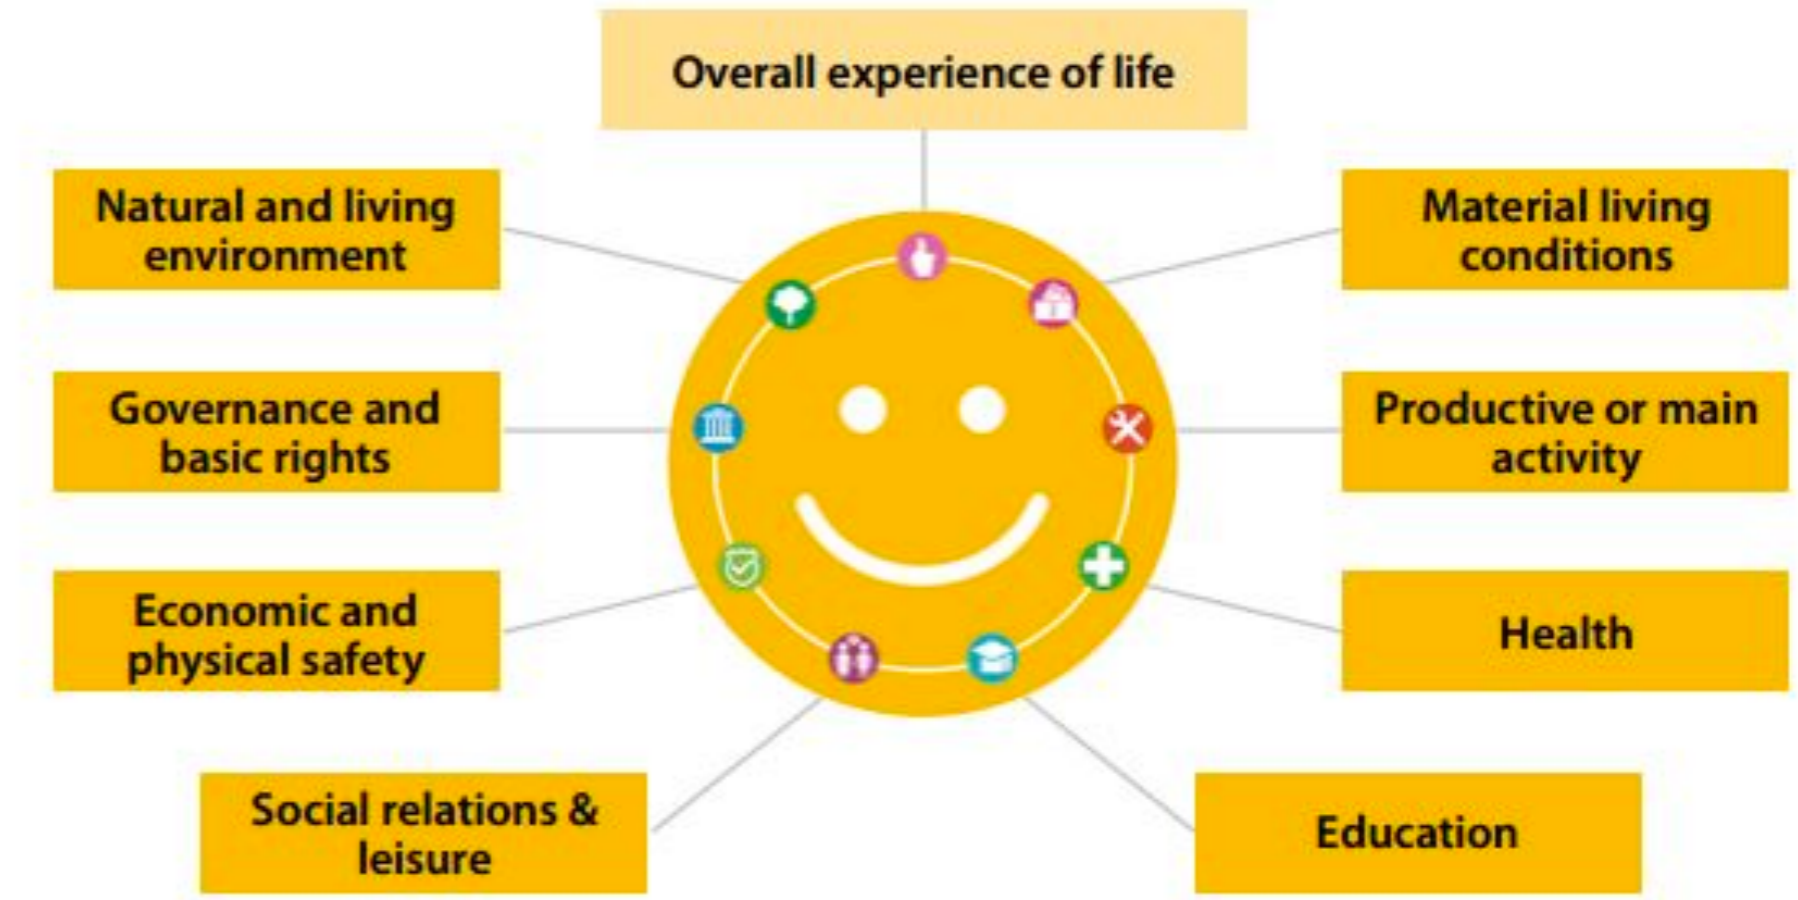 Overall experience of life
Natural and living
environment
Material living
conditions
Governance and
basic rights
Productive or main
activity
Economic and
physical safety
Health
Social relations &
leisure
Education